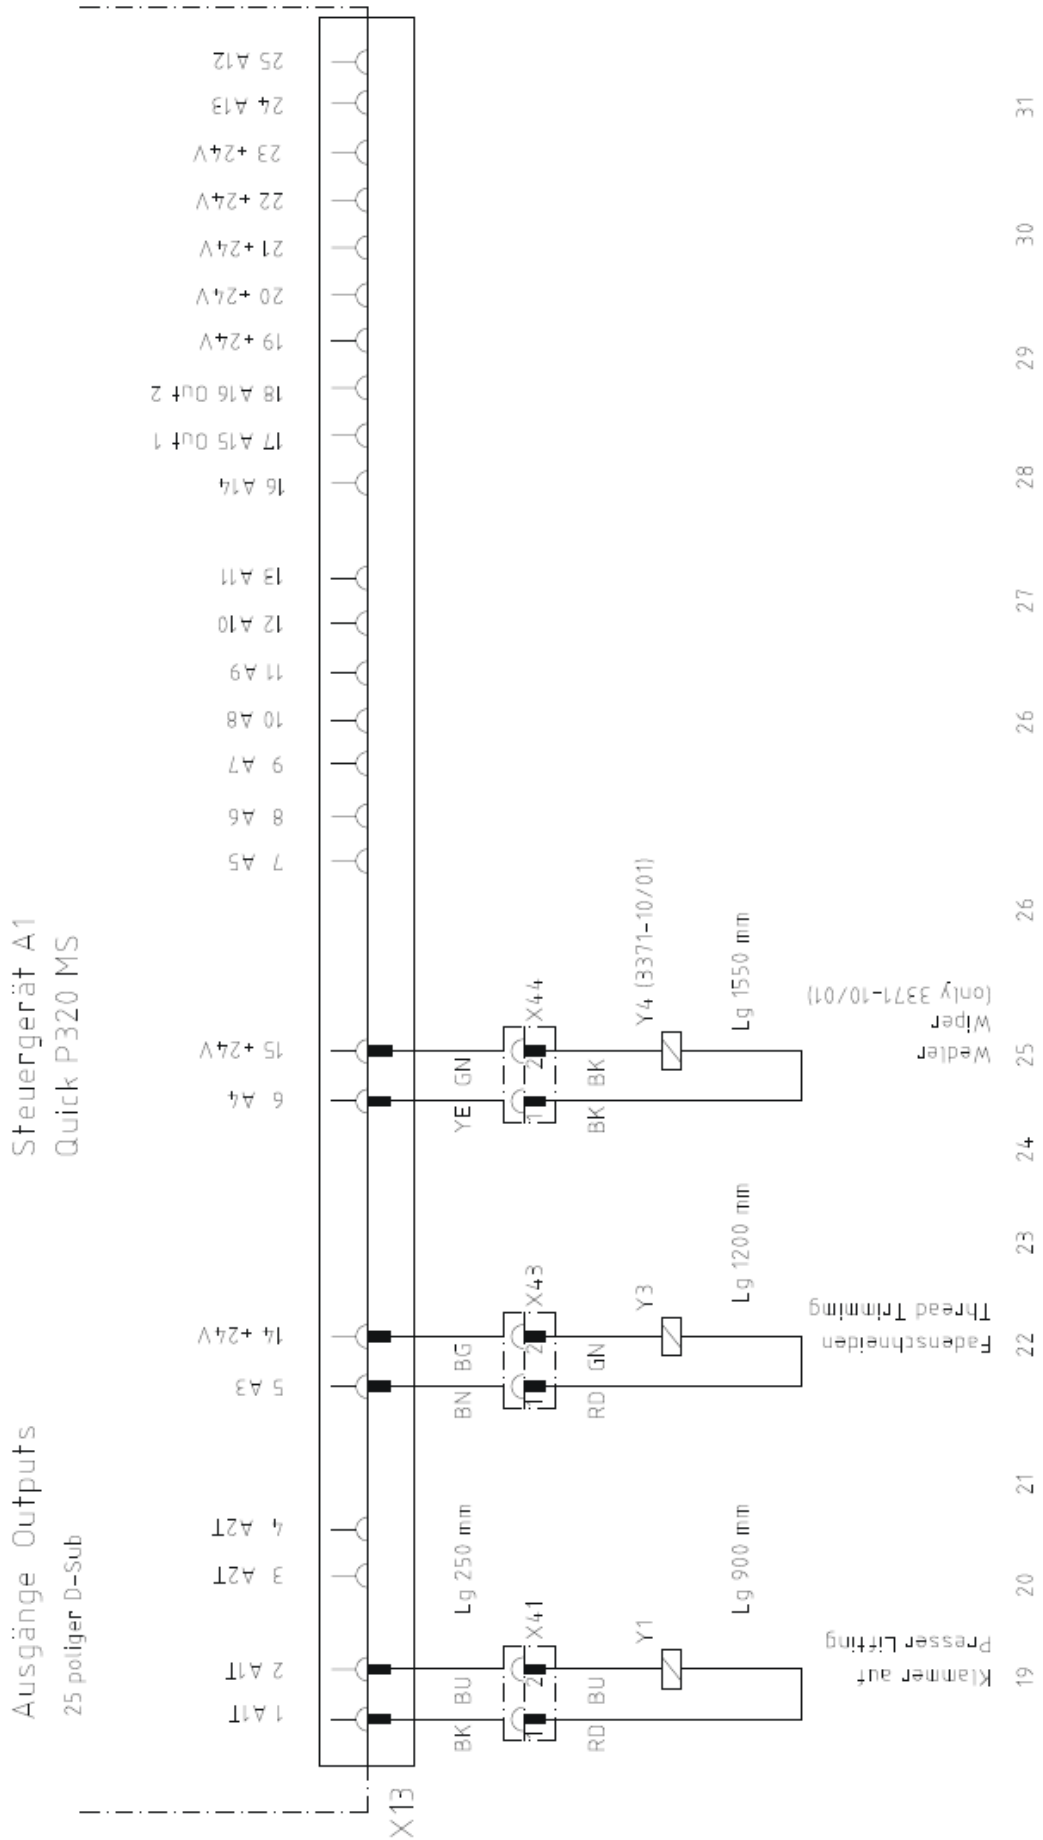 Ausgänge Outputs
25 poliger D-Sub
Steuergerät A1
Quick P320 MS
X13
1 A1T
2 A1T
3 A2T
4 A2T
5 A3
14 +24V
6 A4
15 +24V
7 A5
8 A6
9 A7
10 A8
11 A9
12 A10
13 A11
16 A14
17 A15 Out 1
18 A16 Out 2
19 +24V
20 +24V
21 +24V
22 +24V
23 +24V
24 A13
25 A12
BK BU
Lg 250 mm
BN BG
YE GN
1 2 X41
1 2 X43
1 2 X44
RD BU
RD GN
BK BK
Y1
Y3
Y4 (3371-10/01)
Lg 900 mm
Lg 1200 mm
Lg 1550 mm
Klammer auf
Presser Lifting
Fadenschneiden
Thread Trimming
Wedler
Wiper
(only 3371-10/01)
19
20
21
22
23
24
25
26
26
27
28
29
30
31